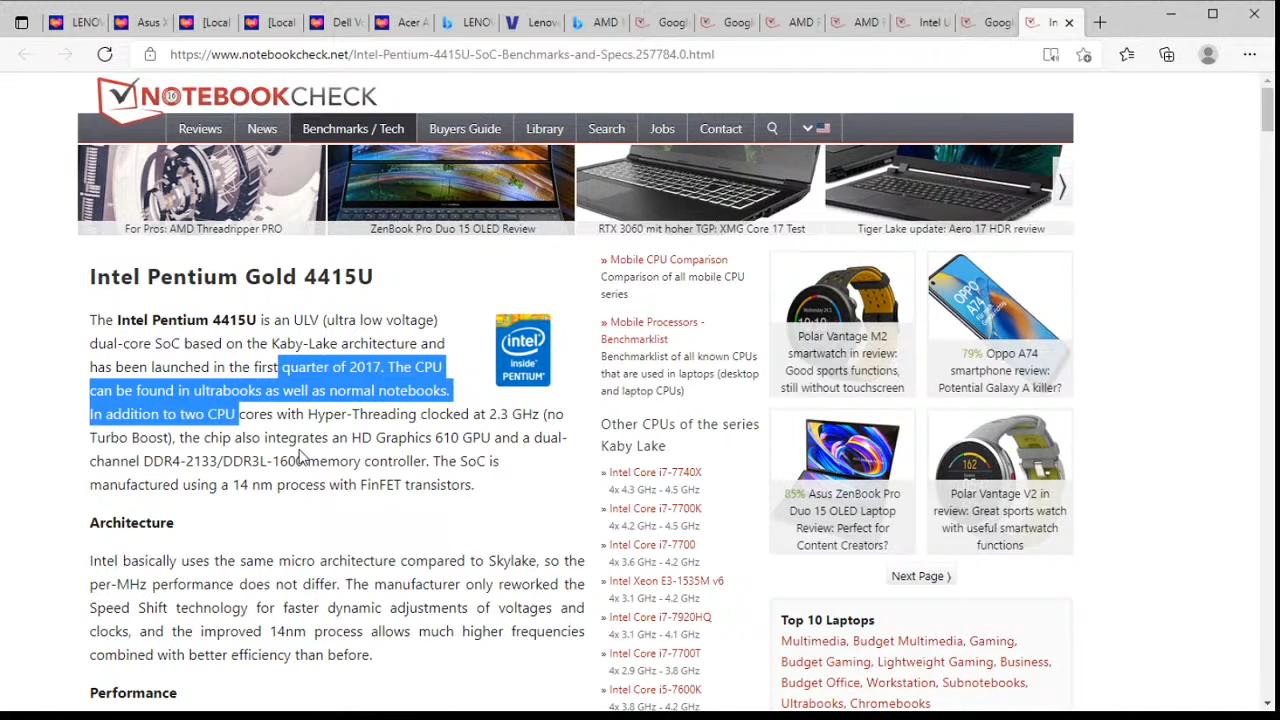 LENOV
Asus X
[Local
[Local
Dell Vo
Acer A
LENOV
Lenov
AMD
Googl
Googl
AMD
AMD
Intel U
Googl
In
https://www.notebookcheck.net/Intel-Pentium-4415U-SoC-Benchmarks-and-Specs.257784.0.html
NOTEBOOKCHECK
Reviews
News
Benchmarks / Tech
Buyers Guide
Library
Search
Jobs
Contact
For Pros: AMD Threadripper PRO
ZenBook Pro Duo 15 OLED Review
RTX 3060 mit hoher TGP: XMG Core 17 Test
Tiger Lake update: Aero 17 HDR review
Intel Pentium Gold 4415U
The Intel Pentium 4415U is an ULV (ultra low voltage)
dual-core SoC based on the Kaby-Lake architecture and
has been launched in the first quarter of 2017. The CPU
can be found in ultrabooks as well as normal notebooks.
In addition to two CPU cores with Hyper-Threading clocked at 2.3 GHz (no
Turbo Boost), the chip also integrates an HD Graphics 610 GPU and a dual-
channel DDR4-2133/DDR3L-1600 memory controller. The SoC is
manufactured using a 14 nm process with FinFET transistors.
intel
inside
PENTIUM®
Architecture
Intel basically uses the same micro architecture compared to Skylake, so the
per-MHz performance does not differ. The manufacturer only reworked the
Speed Shift technology for faster dynamic adjustments of voltages and
clocks, and the improved 14nm process allows much higher frequencies
combined with better efficiency than before.
Performance
» Mobile CPU Comparison
Comparison of all mobile CPU
series
» Mobile Processors -
Benchmarklist
Benchmarklist of all known CPUs
that are used in laptops (desktop
and laptop CPUs)
Other CPUs of the series
Kaby Lake
» Intel Core i7-7740X
4x 4.3 GHz - 4.5 GHz
» Intel Core i7-7700K
4x 4.2 GHz - 4.5 GHz
» Intel Core i7-7700
4x 3.6 GHz - 4.2 GHz
» Intel Xeon E3-1535M v6
4x 3.1 GHz - 4.2 GHz
» Intel Core i7-7920HQ
4x 3.1 GHz - 4.1 GHz
» Intel Core i7-7700T
4x 2.9 GHz - 3.8 GHz
» Intel Core i5-7600K
4x 3.8 GHz - 4.2 GHz
Polar Vantage M2
smartwatch in review:
Good sports functions,
still without touchscreen
79% Oppo A74
smartphone review:
Potential Galaxy A killer?
85% Asus ZenBook Pro
Duo 15 OLED Laptop
Review: Perfect for
Content Creators?
162
Polar Vantage V2 in
review: Great sports watch
with useful smartwatch
functions
Next Page ⟩
Top 10 Laptops
Multimedia, Budget Multimedia, Gaming,
Budget Gaming, Lightweight Gaming, Business,
Budget Office, Workstation, Subnotebooks,
Ultrabooks, Chromebooks